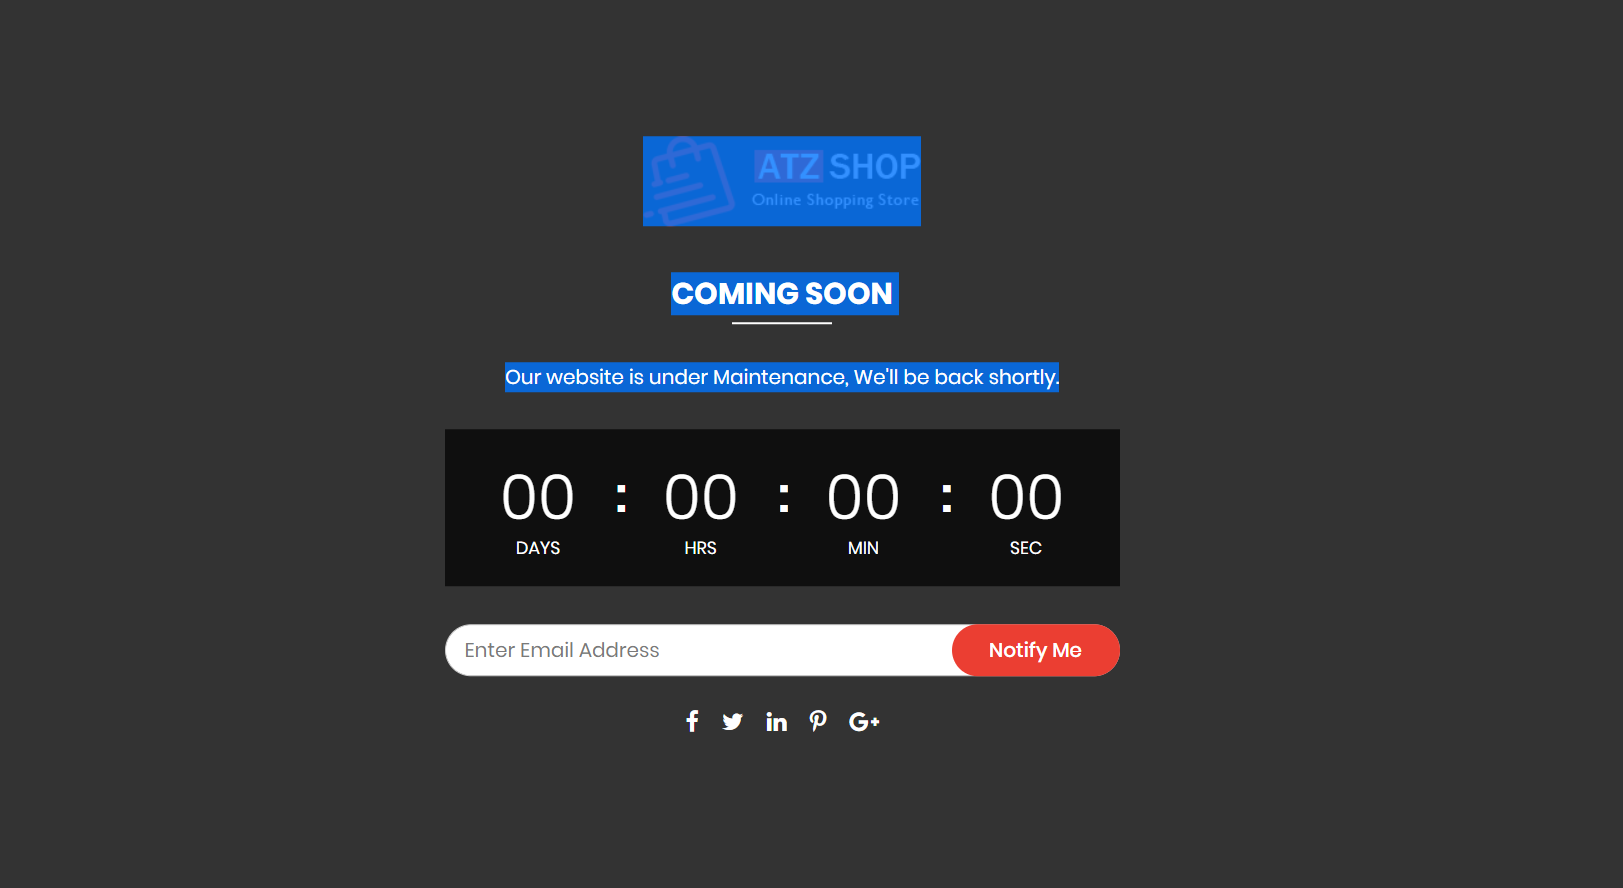 ATZ SHOP
Online Shopping Store
COMING SOON
Our website is under Maintenance, We'll be back shortly.
00 : 00 : 00 : 00
DAYS HRS MIN SEC
Enter Email Address Notify Me